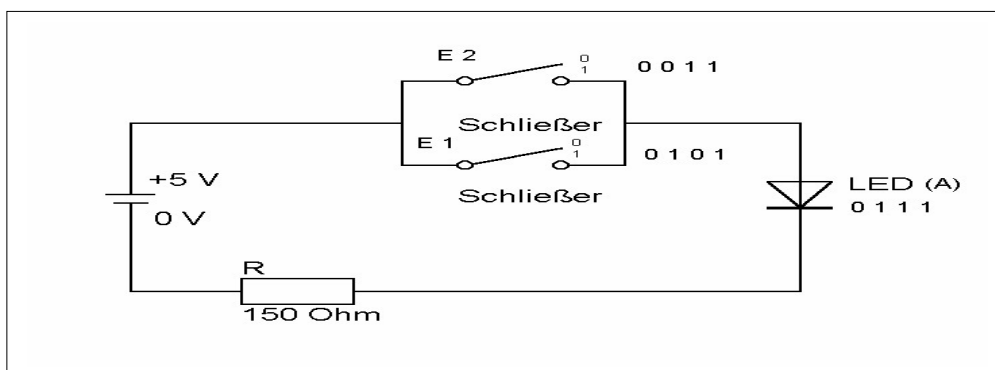 E 2 0 0 0 1 1
1
Schließer
E 1 0 0 1 0 1
1
Schließer
+5 V
0 V
LED (A)
0 1 1 1
R
150 Ohm